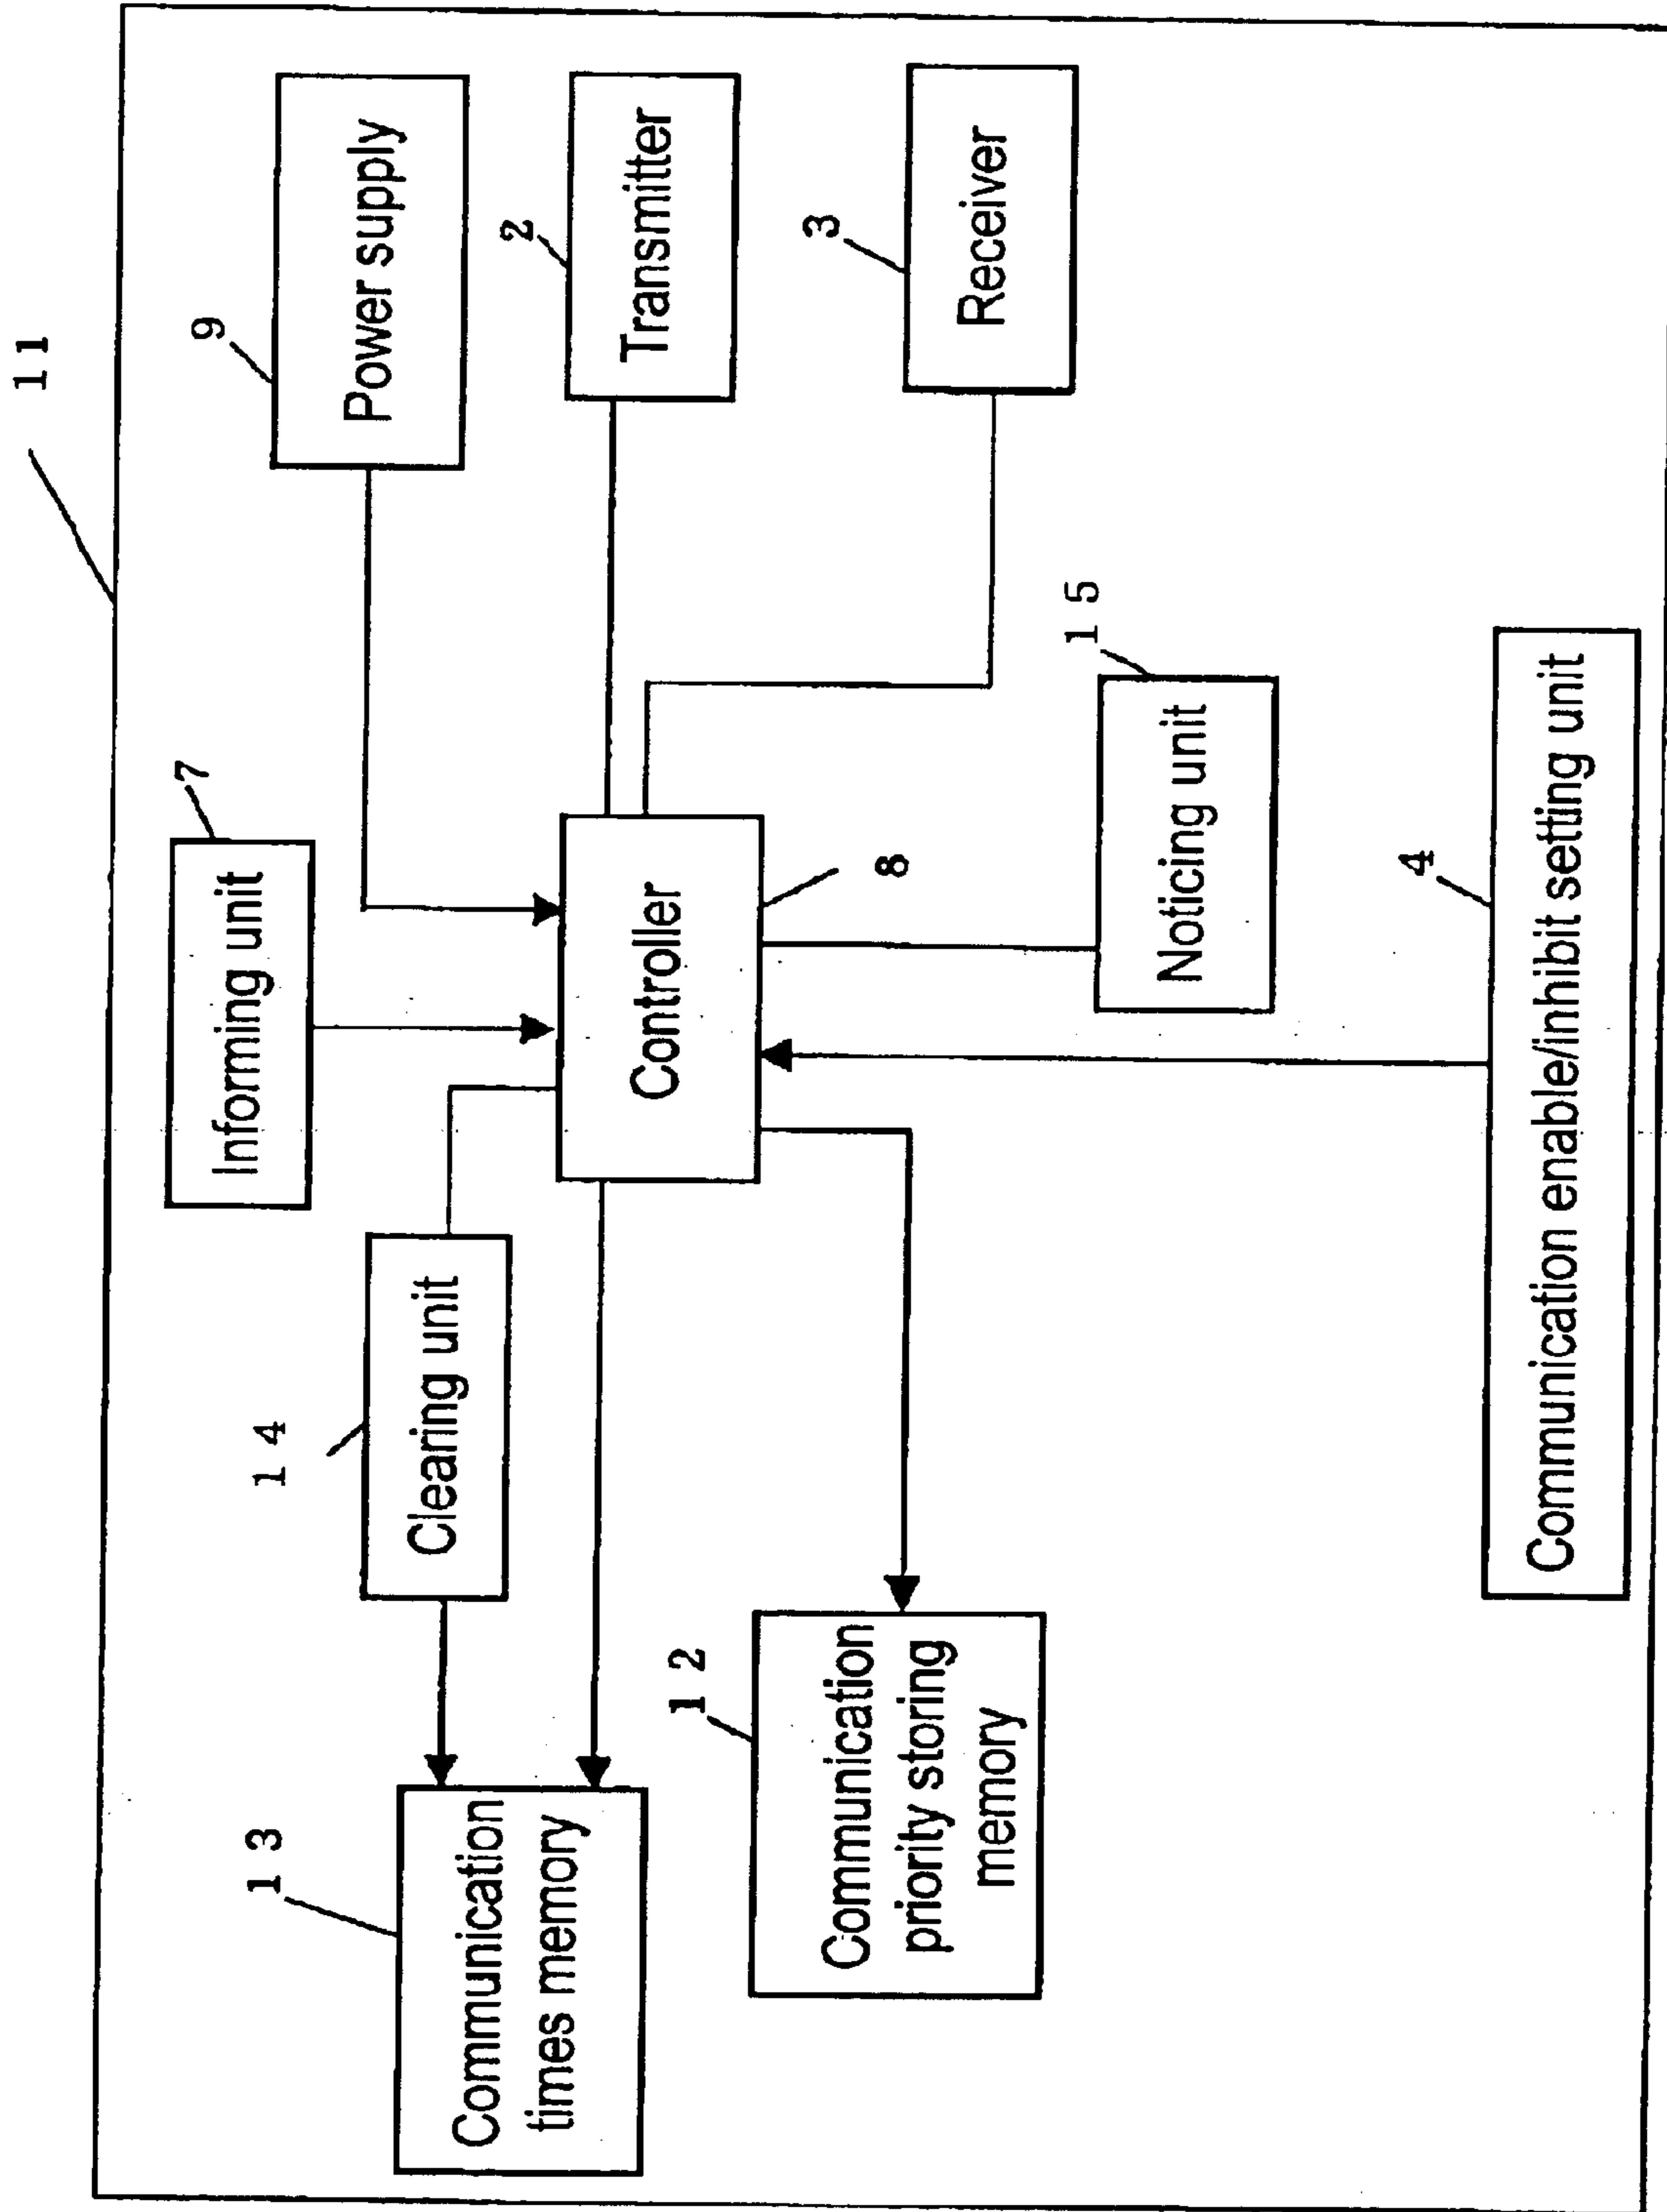 11
13
Communication
times memory
14
Clearing unit
7
Informing unit
9
Power supply
12
Communication
priority storing
memory
Controller
8
2
Transmitter
15
Noticing unit
3
Receiver
4
Communication enable/inhibit setting unit